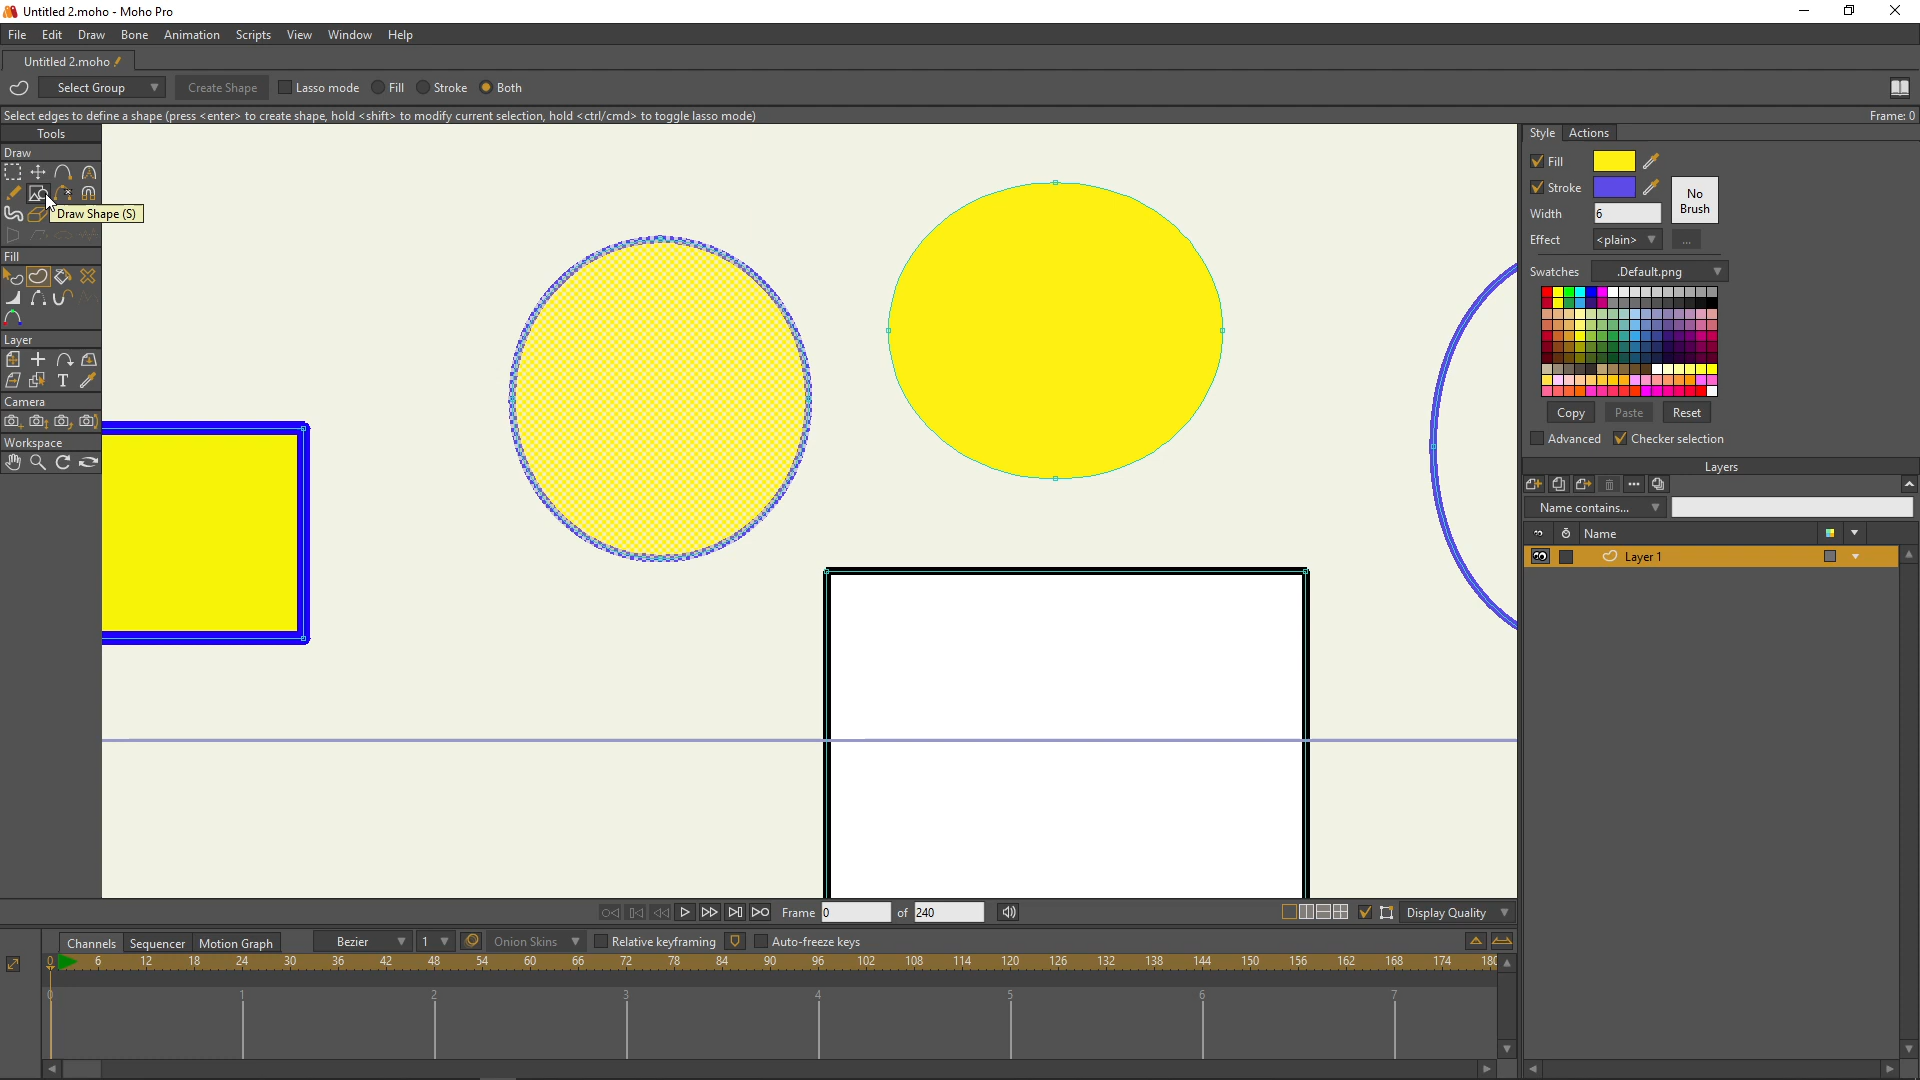 Untitled 2.moho - Moho Pro
File Edit Draw Bone Animation Scripts View Window Help
Untitled 2.moho
Select Group Create Shape Lasso mode Fill Stroke Both
Select edges to define a shape (press <enter> to create shape, hold <shift> to modify current selection, hold <ctrl/cmd> to toggle lasso mode) Frame: 0
Tools
Draw
Draw Shape (S)
Fill
Layer
Camera
Workspace
Style Actions
Fill
Stroke
No Brush
Width 6
Effect <plain> ...
Swatches .Default.png
Copy Paste Reset
Advanced Checker selection
Layers
Name contains...
Name
Layer 1
Frame 0 of 240 Display Quality
Channels Sequencer Motion Graph Bezier 1 Onion Skins Relative keyframing Auto-freeze keys
0 6 12 18 24 30 36 42 48 54 60 66 72 78 84 90 96 102 108 114 120 126 132 138 144 150 156 162 168 174 180
0 1 2 3 4 5 6 7